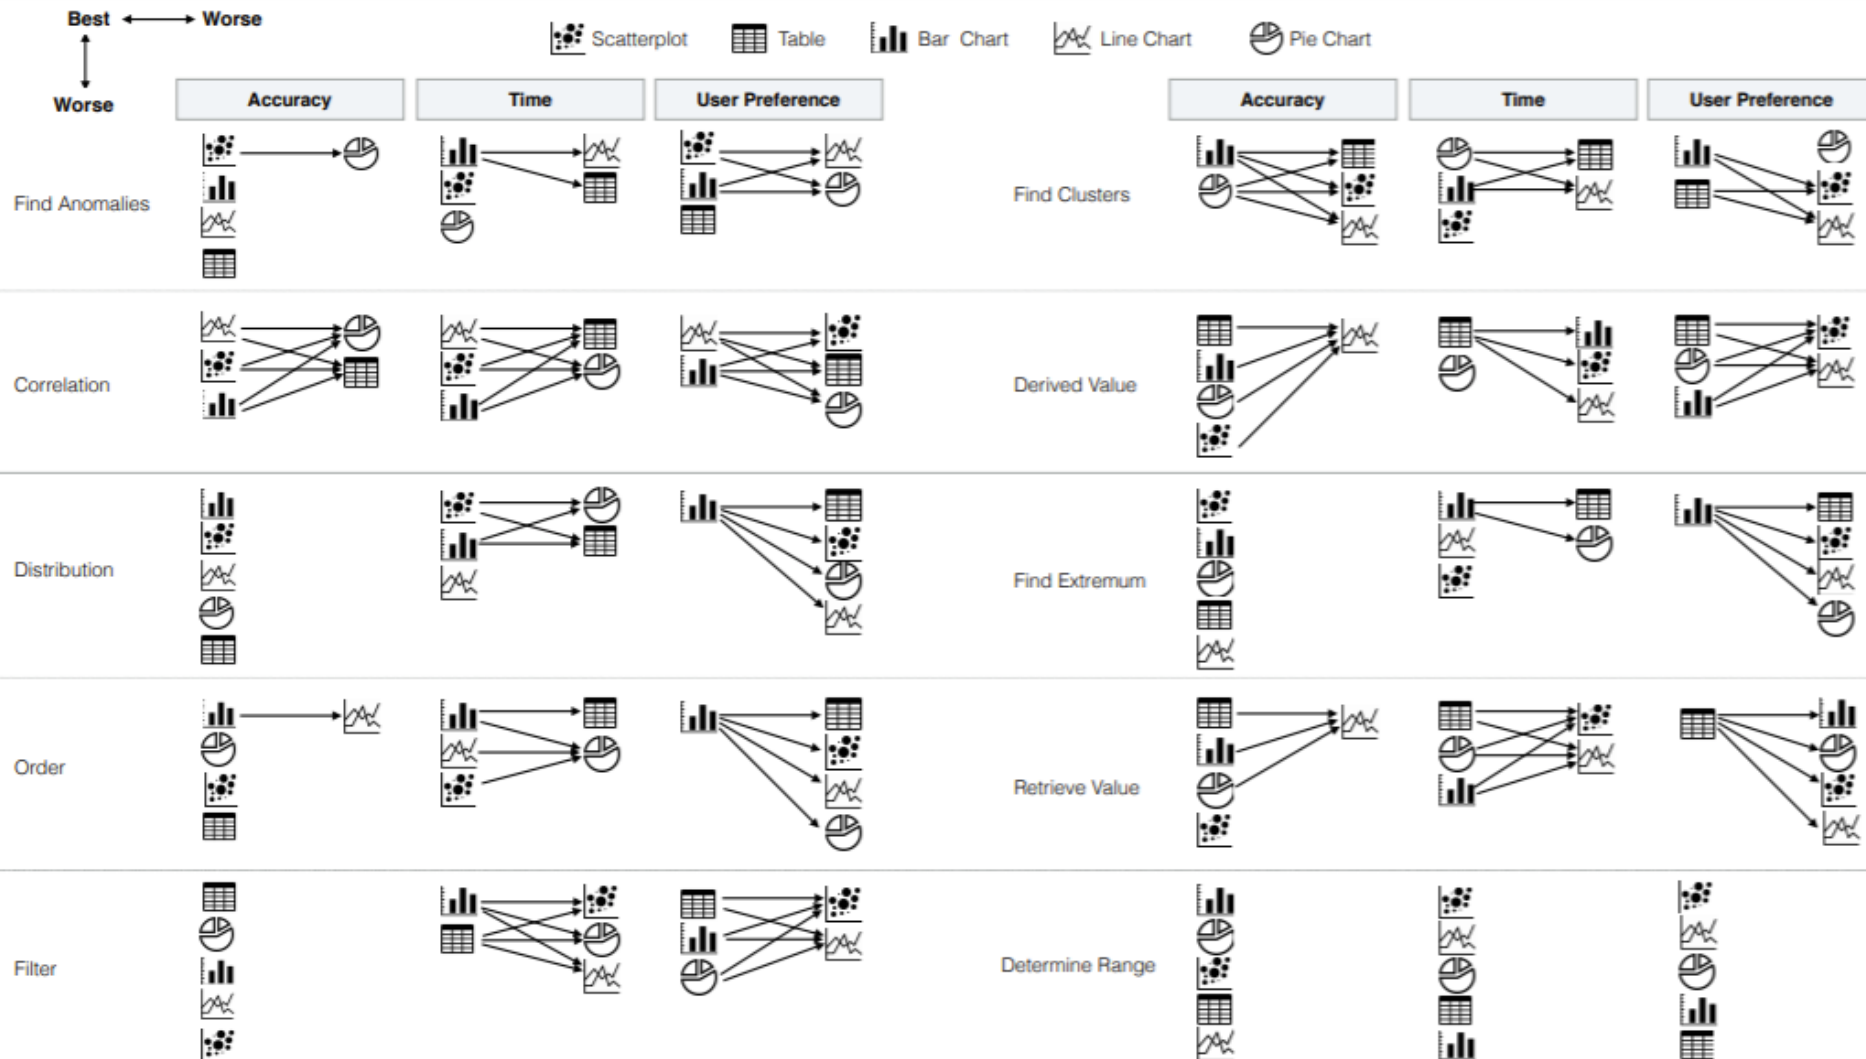 Best Worse
Worse
Scatterplot Table Bar Chart Line Chart Pie Chart
Accuracy Time User Preference Accuracy Time User Preference
Find Anomalies Find Clusters
Correlation Derived Value
Distribution Find Extremum
Order Retrieve Value
Filter Determine Range